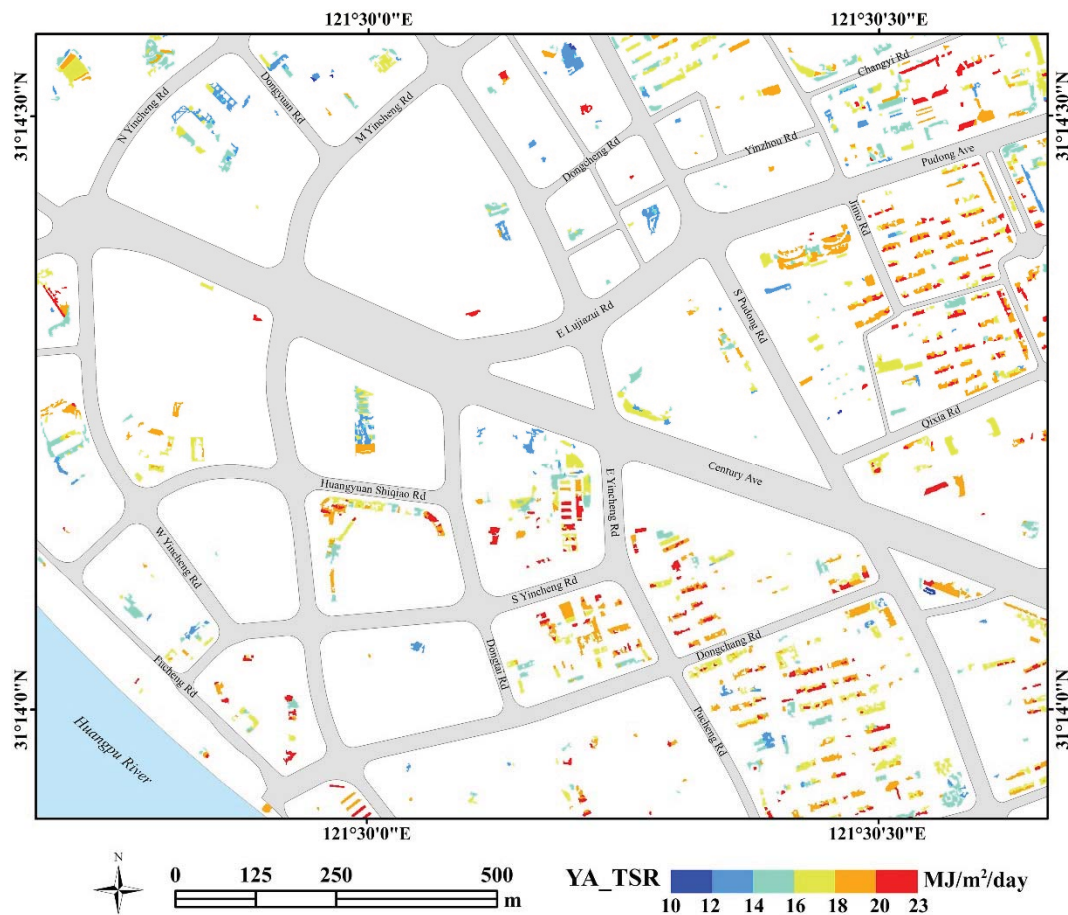 121°30'0"E
121°30'30"E
31°14'30"N
31°14'30"N
N Yincheng Rd
Dongyuan Rd
M Yincheng Rd
Changyi Rd
Yinzhou Rd
Dongcheng Rd
Pudong Ave
Jimo Rd
E Lujiazui Rd
S Pudong Rd
Qixia Rd
Century Ave
Huangyuan Shiqiao Rd
E Yincheng Rd
W Yincheng Rd
S Yincheng Rd
Dongtai Rd
Dongchang Rd
Fucheng Rd
Pucheng Rd
31°14'0"N
31°14'0"N
Huangpu River
121°30'0"E
121°30'30"E
N
0 125 250 500
m
YA_TSR
MJ/m²/day
10 12 14 16 18 20 23